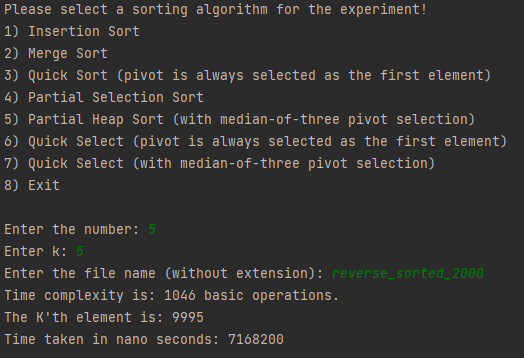 Please select a sorting algorithm for the experiment!
1) Insertion Sort
2) Merge Sort
3) Quick Sort (pivot is always selected as the first element)
4) Partial Selection Sort
5) Partial Heap Sort (with median-of-three pivot selection)
6) Quick Select (pivot is always selected as the first element)
7) Quick Select (with median-of-three pivot selection)
8) Exit
Enter the number: 5
Enter k: 5
Enter the file name (without extension): reverse_sorted_2000
Time complexity is: 1046 basic operations.
The K'th element is: 9995
Time taken in nano seconds: 7168200